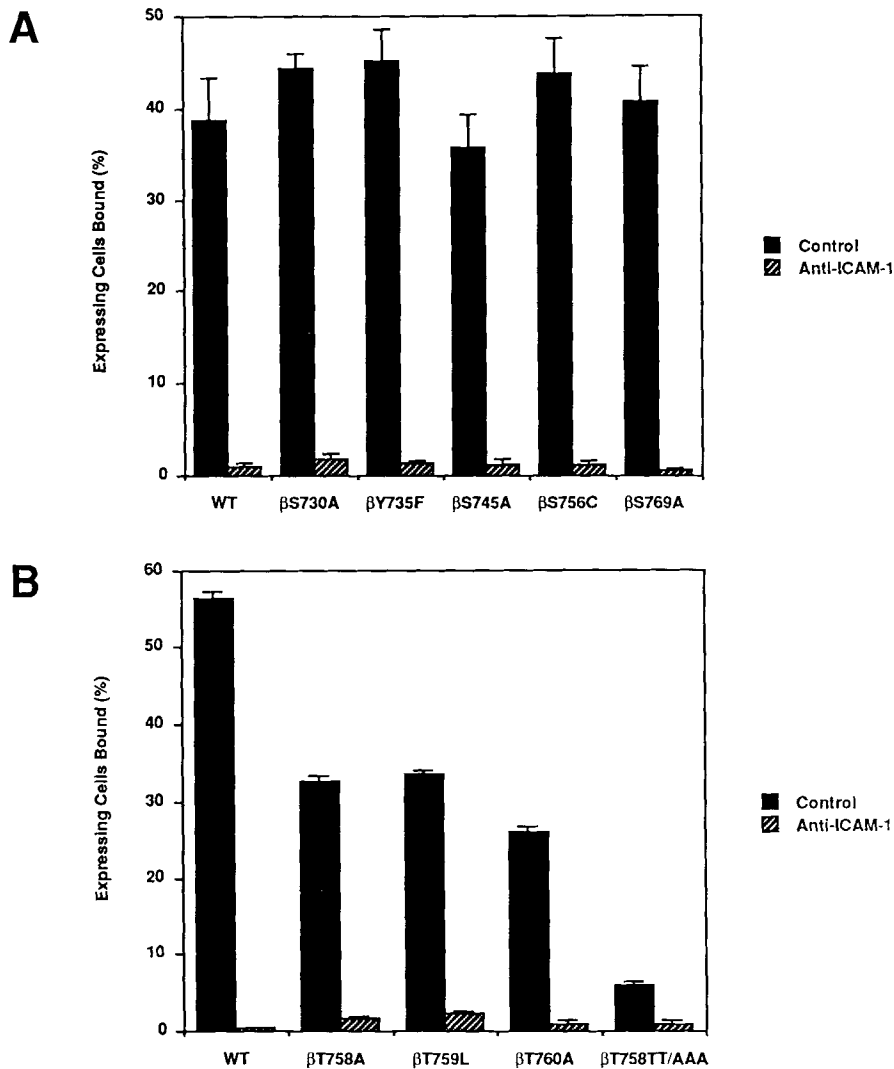 A
50
40
30
20
10
0
Expressing Cells Bound (%)
WT βS730A βY735F βS745A βS756C βS769A
Control
Anti-ICAM-1
B
60
50
40
30
20
10
0
Expressing Cells Bound (%)
WT βT758A βT759L βT760A βT758TT/AAA
Control
Anti-ICAM-1